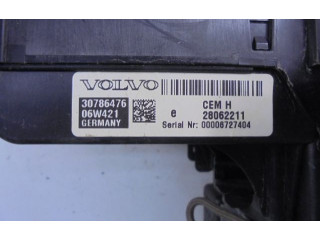 VOLVO
30786476
06W421
GERMANY
e
CEM H
28062211
Serial Nr: 00006727404